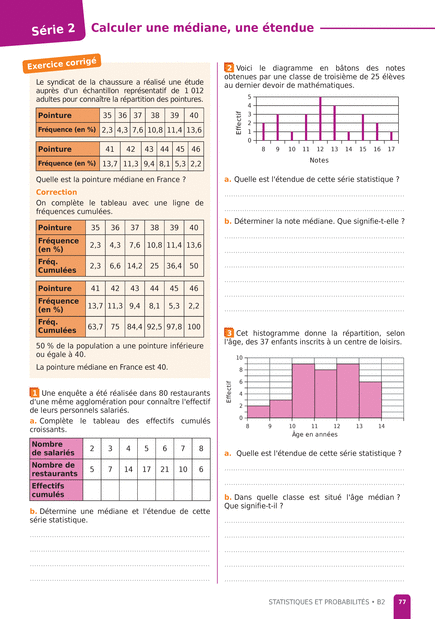 Série 2
Calculer une médiane, une étendue
Exercice corrigé
Le syndicat de la chaussure a réalisé une étude
auprès d'un échantillon représentatif de 1 012
adultes pour connaître la répartition des pointures.
Pointure 35 36 37 38 39 40
Fréquence (en %) 2,3 4,3 7,6 10,8 11,4 13,6
Pointure 41 42 43 44 45 46
Fréquence (en %) 13,7 11,3 9,4 8,1 5,3 2,2
Quelle est la pointure médiane en France ?
Correction
On complète le tableau avec une ligne de
fréquences cumulées.
Pointure 35 36 37 38 39 40
Fréquence
(en %) 2,3 4,3 7,6 10,8 11,4 13,6
Fréq.
Cumulées 2,3 6,6 14,2 25 36,4 50
Pointure 41 42 43 44 45 46
Fréquence
(en %) 13,7 11,3 9,4 8,1 5,3 2,2
Fréq.
Cumulées 63,7 75 84,4 92,5 97,8 100
50 % de la population a une pointure inférieure
ou égale à 40.
La pointure médiane en France est 40.
1 Une enquête a été réalisée dans 80 restaurants
d'une même agglomération pour connaître l'effectif
de leurs personnels salariés.
a. Complète le tableau des effectifs cumulés
croissants.
Nombre
de salariés 2 3 4 5 6 7 8
Nombre de
restaurants 5 7 14 17 21 10 6
Effectifs
cumulés
b. Détermine une médiane et l'étendue de cette
série statistique.
2 Voici le diagramme en bâtons des notes
obtenues par une classe de troisième de 25 élèves
au dernier devoir de mathématiques.
Effectif
5
4
3
2
1
0
8 9 10 11 12 13 14 15 16 17
Notes
a. Quelle est l'étendue de cette série statistique ?
b. Déterminer la note médiane. Que signifie-t-elle ?
3 Cet histogramme donne la répartition, selon
l'âge, des 37 enfants inscrits à un centre de loisirs.
Effectif
10
8
6
4
2
0
8 9 10 11 12 13 14
Âge en années
a. Quelle est l'étendue de cette série statistique ?
b. Dans quelle classe est situé l'âge médian ?
Que signifie-t-il ?
STATISTIQUES ET PROBABILITÉS • B2
77